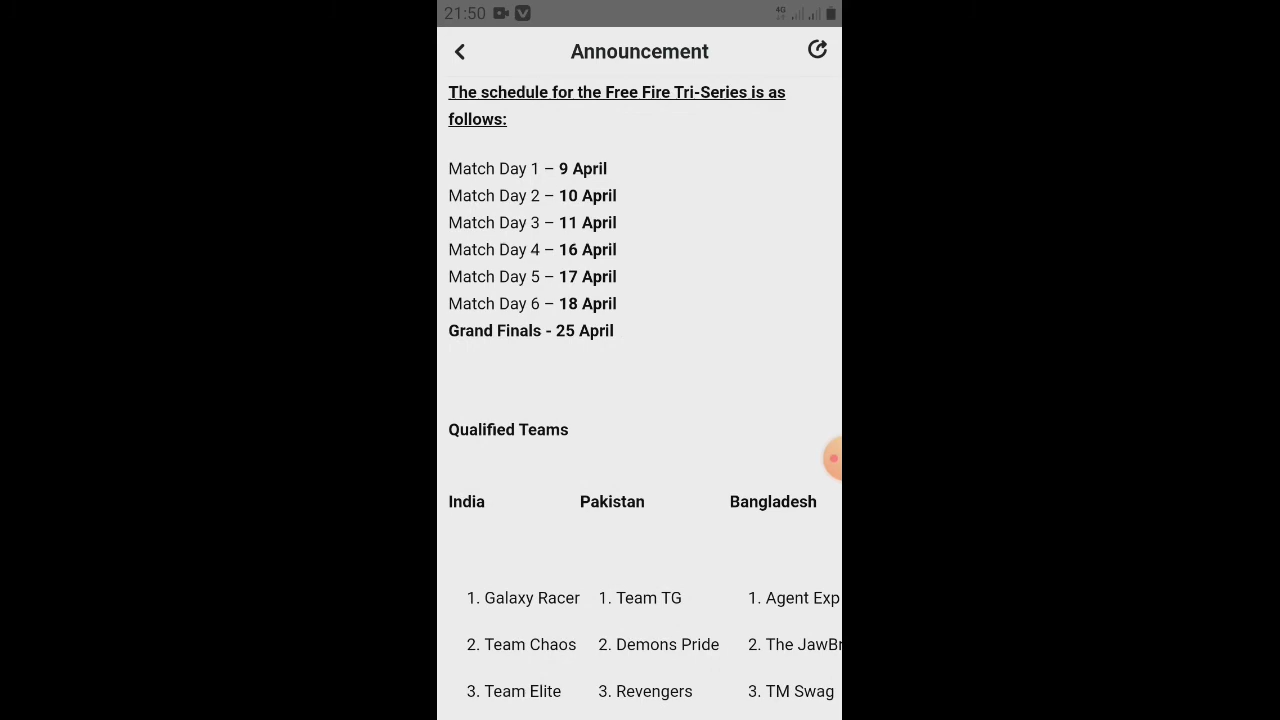 21:50
4G
Announcement
The schedule for the Free Fire Tri-Series is as
follows:
Match Day 1 – 9 April
Match Day 2 – 10 April
Match Day 3 – 11 April
Match Day 4 – 16 April
Match Day 5 – 17 April
Match Day 6 – 18 April
Grand Finals - 25 April
Qualified Teams
India Pakistan Bangladesh
1. Galaxy Racer 1. Team TG 1. Agent Exp
2. Team Chaos 2. Demons Pride 2. The JawBr
3. Team Elite 3. Revengers 3. TM Swag